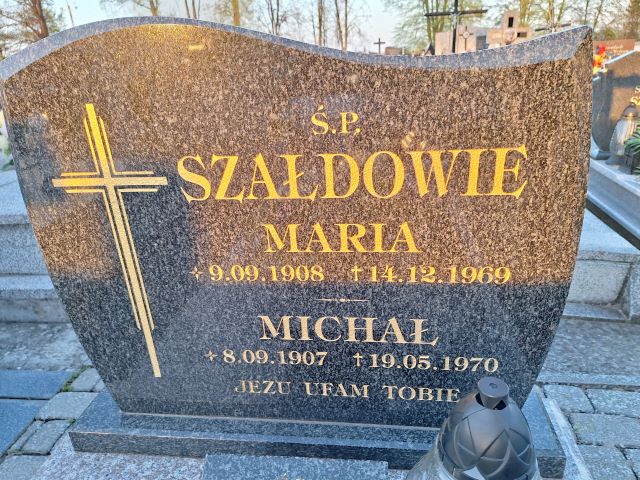 Ś.P.
SZAŁDOWIE
MARIA
+ 9.09.1908 † 14.12.1969
MICHAŁ
+ 8.09.1907 † 19.05.1970
JEZU UFAM TOBIE